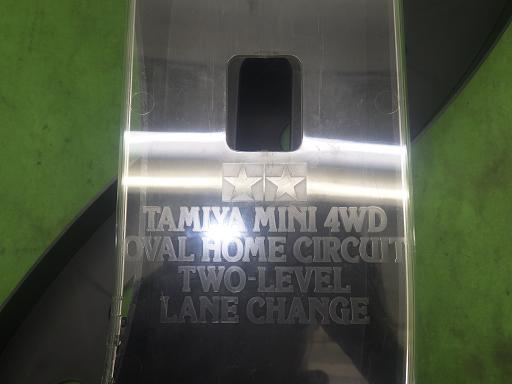 TAMIYA MINI 4WD
OVAL HOME CIRCUIT
TWO-LEVEL
LANE CHANGE